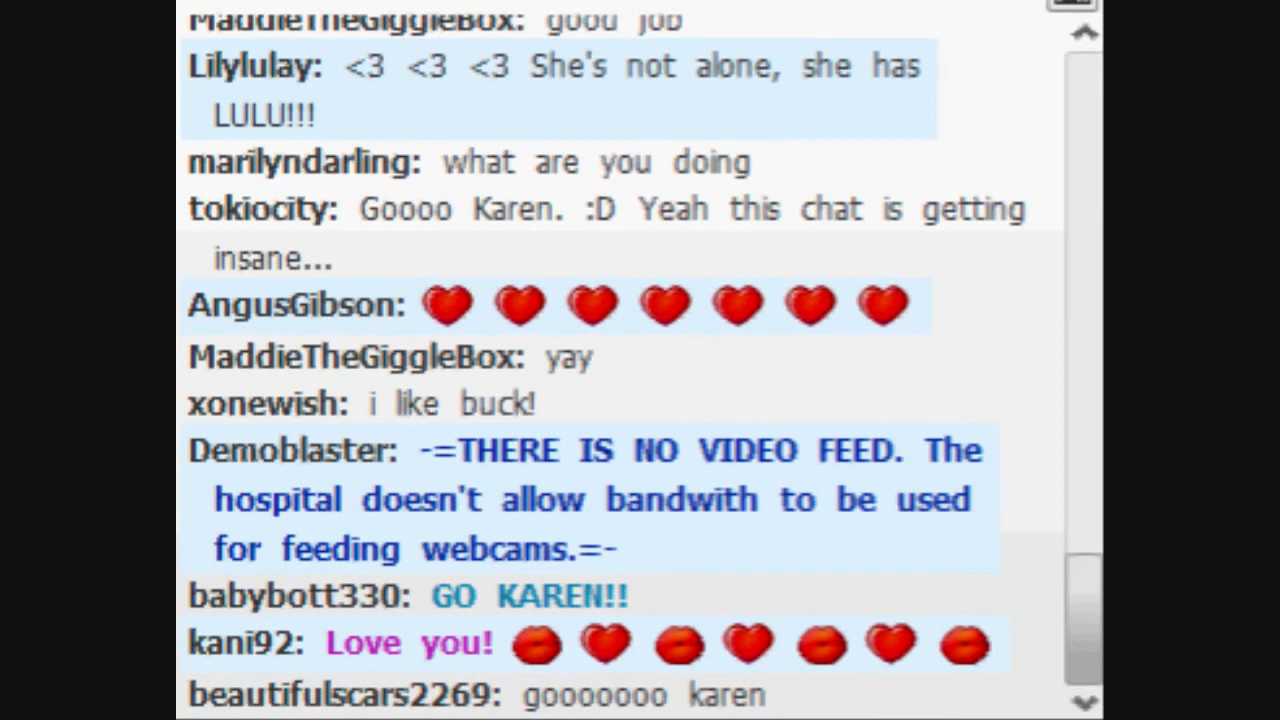 MaddieTheGiggleBox: good job
Lilylulay: <3 <3 <3 She's not alone, she has
LULU!!!
marilyndarling: what are you doing
tokiocity: Goooo Karen. :D Yeah this chat is getting
insane...
AngusGibson:
MaddieTheGiggleBox: yay
xonewish: i like buck!
Demoblaster: -=THERE IS NO VIDEO FEED. The
hospital doesn't allow bandwith to be used
for feeding webcams.=-
babybott330: GO KAREN!!
kani92: Love you!
beautifulscars2269: gooooooo karen